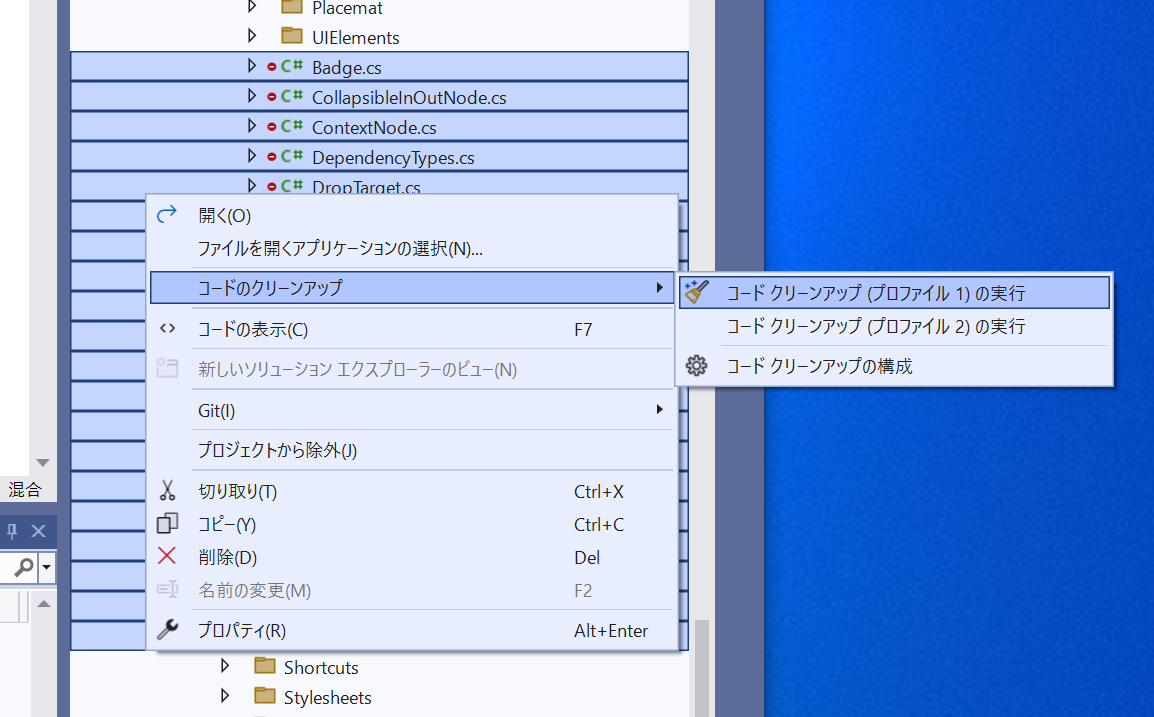 Placemat
UIElements
C# Badge.cs
C# CollapsibleInOutNode.cs
C# ContextNode.cs
C# DependencyTypes.cs
C# DropTarget.cs
開く(O)
ファイルを開くアプリケーションの選択(N)...
コードのクリーンアップ
コード クリーンアップ (プロファイル 1) の実行
コード クリーンアップ (プロファイル 2) の実行
コード クリーンアップの構成
コードの表示(C) F7
新しいソリューション エクスプローラーのビュー(N)
Git(I)
プロジェクトから除外(J)
混合
切り取り(T) Ctrl+X
コピー(Y) Ctrl+C
削除(D) Del
名前の変更(M) F2
プロパティ(R) Alt+Enter
Shortcuts
Stylesheets